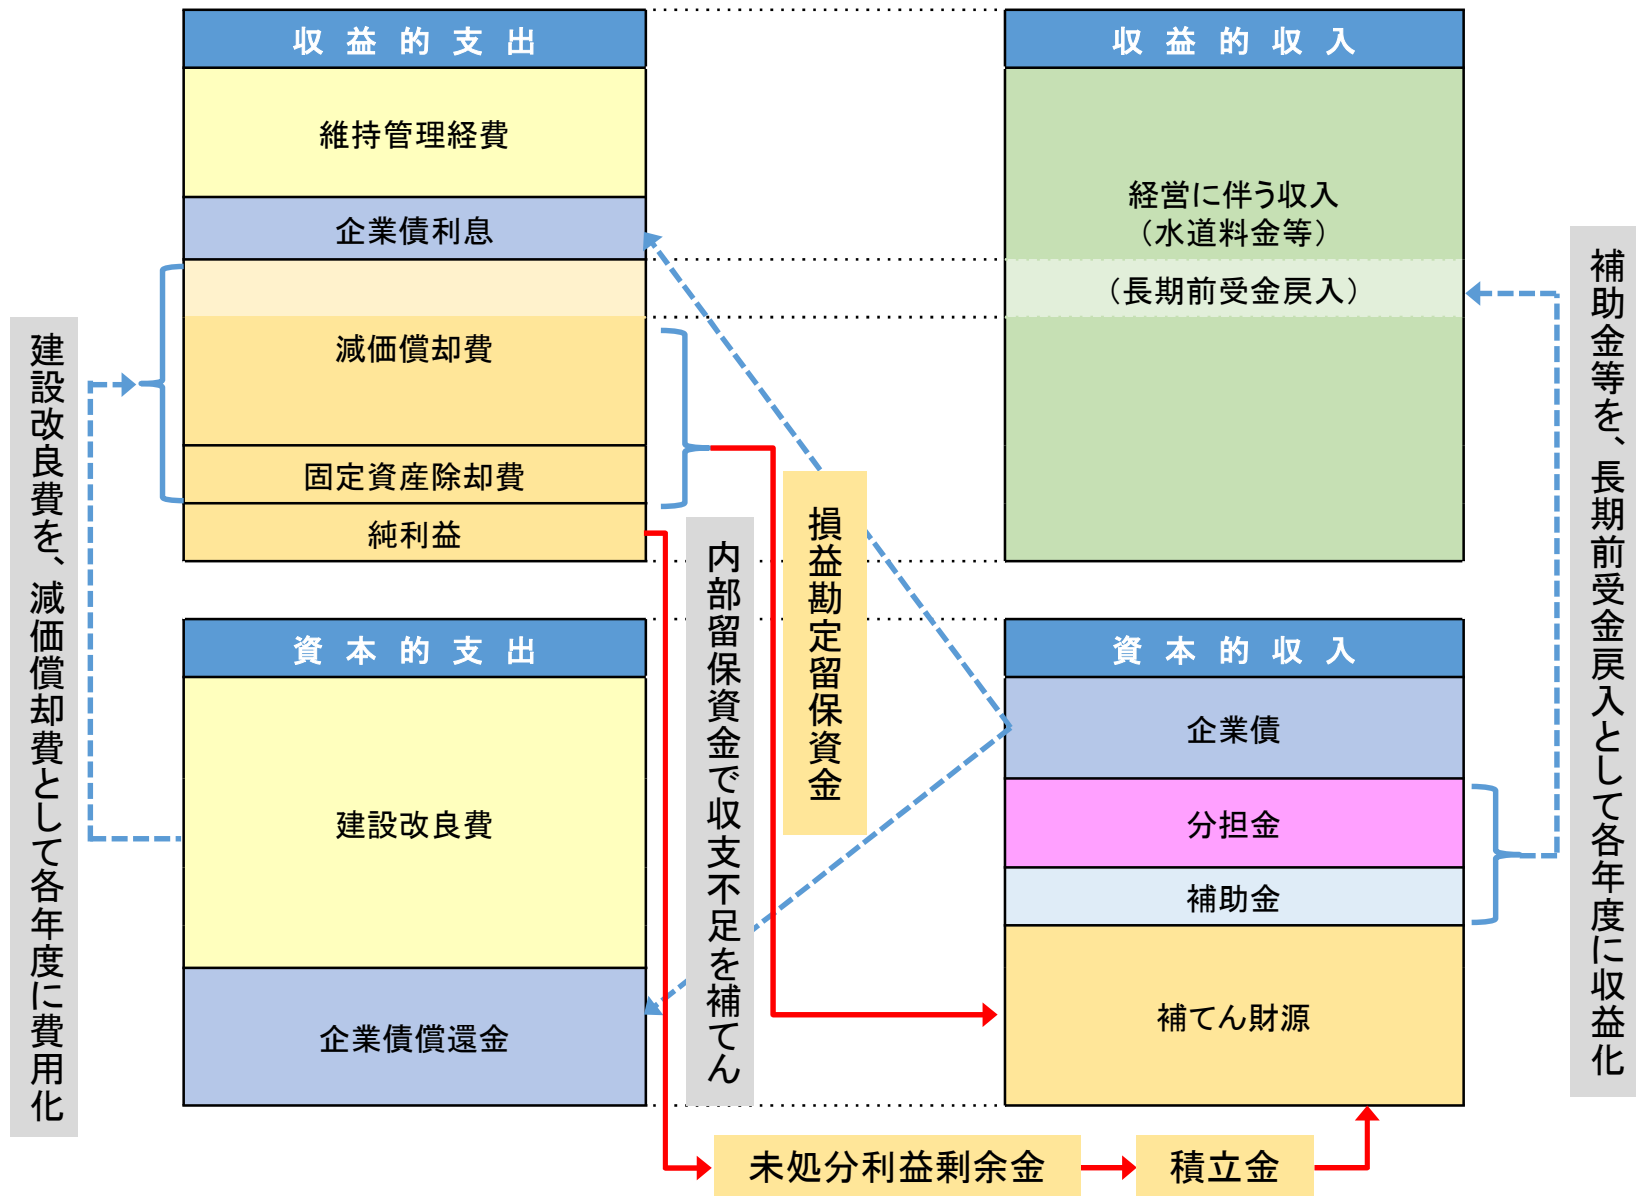 収益的支出
維持管理経費
企業債利息
減価償却費
固定資産除却費
純利益
収益的収入
経営に伴う収入
（水道料金等）
（長期前受金戻入）
資本的支出
建設改良費
企業債償還金
資本的収入
企業債
分担金
補助金
補てん財源
建設改良費を、減価償却費として各年度に費用化
内部留保資金で収支不足を補てん
損益勘定留保資金
補助金等を、長期前受金戻入として各年度に収益化
未処分利益剰余金
積立金